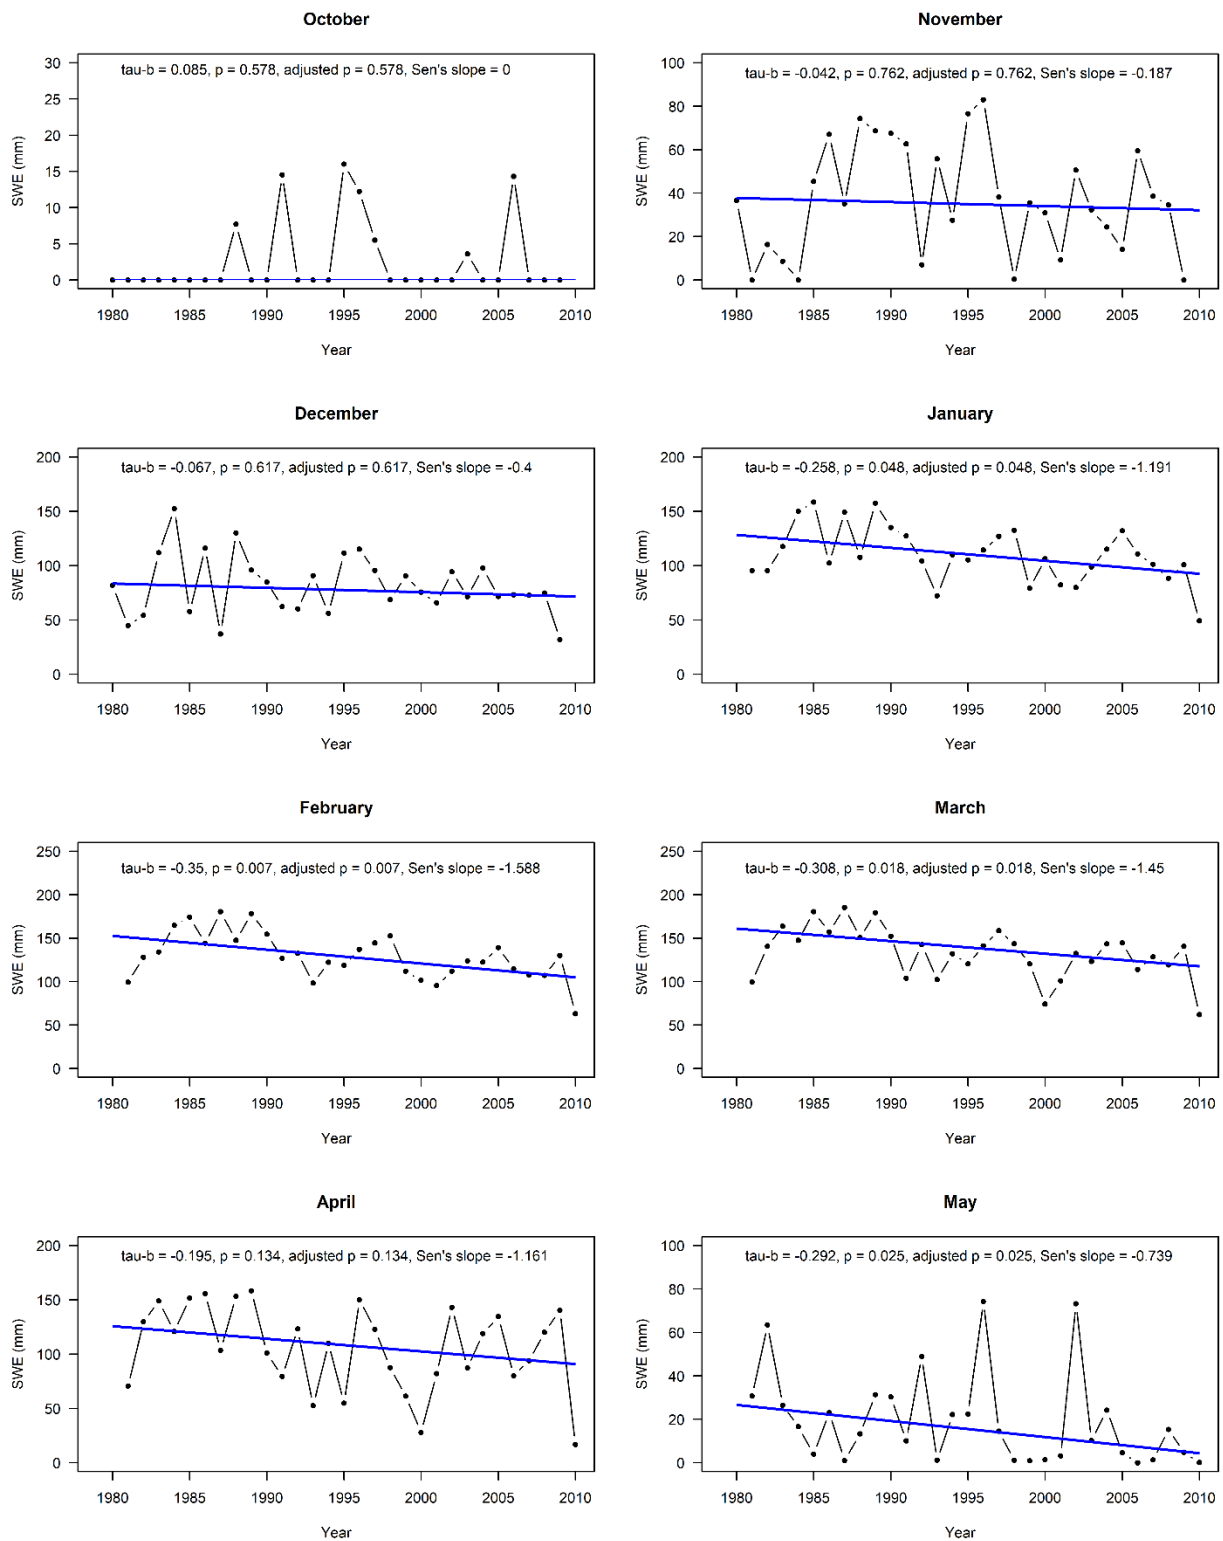 October
tau-b = 0.085, p = 0.578, adjusted p = 0.578, Sen's slope = 0
SWE (mm)
30
25
20
15
10
5
0
1980 1985 1990 1995 2000 2005 2010
Year
November
tau-b = -0.042, p = 0.762, adjusted p = 0.762, Sen's slope = -0.187
SWE (mm)
100
80
60
40
20
0
1980 1985 1990 1995 2000 2005 2010
Year
December
tau-b = -0.067, p = 0.617, adjusted p = 0.617, Sen's slope = -0.4
SWE (mm)
200
150
100
50
0
1980 1985 1990 1995 2000 2005 2010
Year
January
tau-b = -0.258, p = 0.048, adjusted p = 0.048, Sen's slope = -1.191
SWE (mm)
200
150
100
50
0
1980 1985 1990 1995 2000 2005 2010
Year
February
tau-b = -0.35, p = 0.007, adjusted p = 0.007, Sen's slope = -1.588
SWE (mm)
250
200
150
100
50
0
1980 1985 1990 1995 2000 2005 2010
Year
March
tau-b = -0.308, p = 0.018, adjusted p = 0.018, Sen's slope = -1.45
SWE (mm)
250
200
150
100
50
0
1980 1985 1990 1995 2000 2005 2010
Year
April
tau-b = -0.195, p = 0.134, adjusted p = 0.134, Sen's slope = -1.161
SWE (mm)
200
150
100
50
0
1980 1985 1990 1995 2000 2005 2010
Year
May
tau-b = -0.292, p = 0.025, adjusted p = 0.025, Sen's slope = -0.739
SWE (mm)
100
80
60
40
20
0
1980 1985 1990 1995 2000 2005 2010
Year